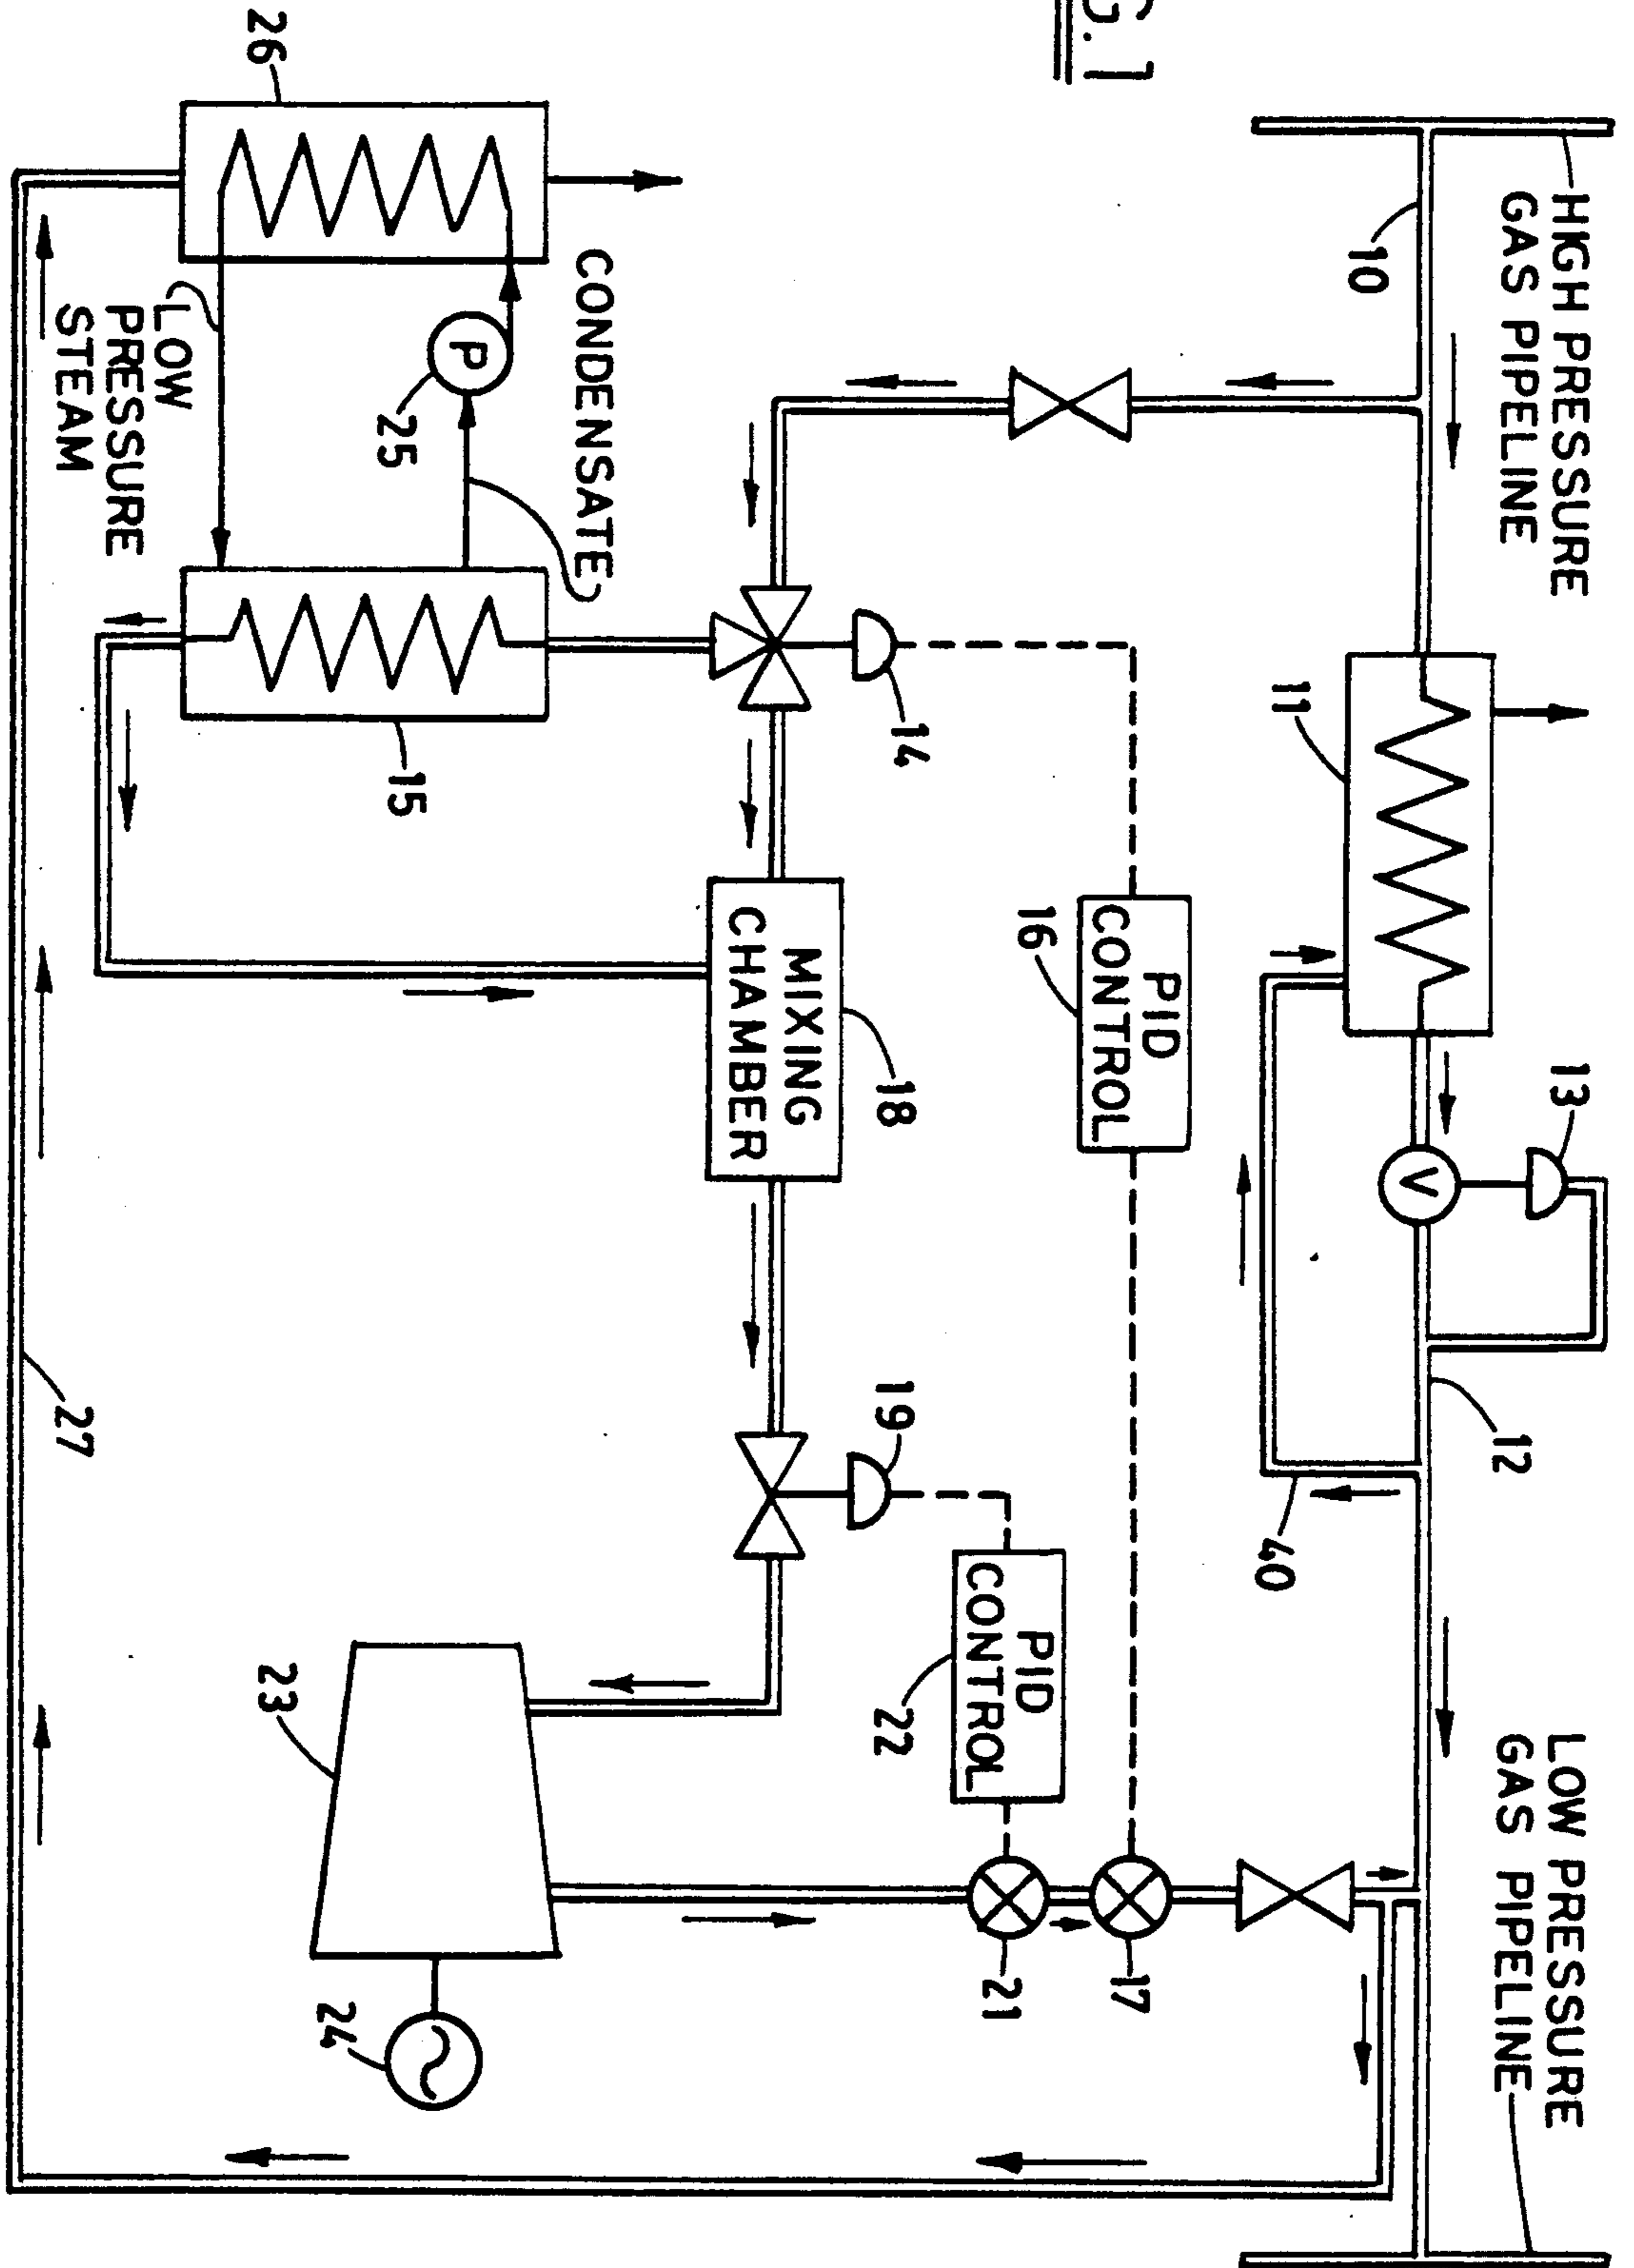 G. 1
HIGH PRESSURE
GAS PIPELINE
LOW PRESSURE
GAS PIPELINE
10
11
13
V
12
40
14
PID
CONTROL
16
17
21
19
PID
CONTROL
22
MIXING
CHAMBER
18
CONDENSATE
P
25
26
15
LOW
PRESSURE
STEAM
23
24
27